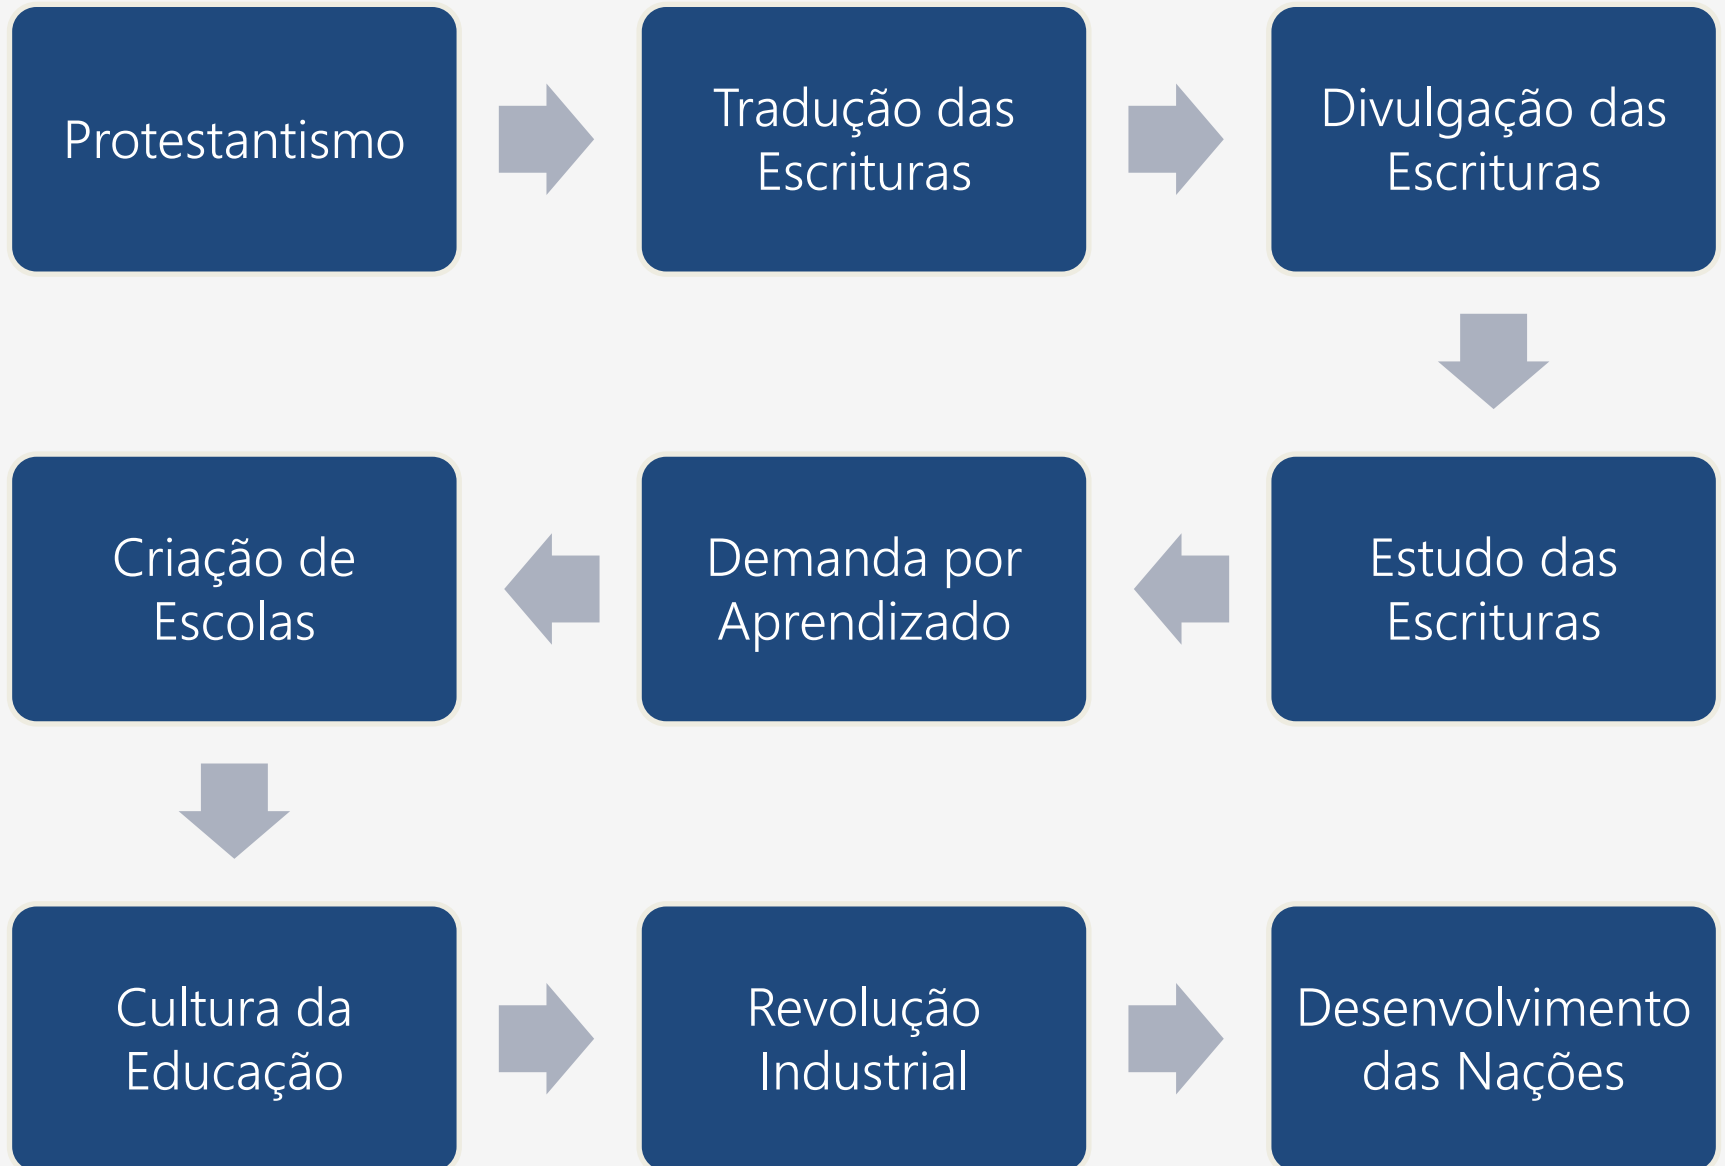 Protestantismo
Tradução das
Escrituras
Divulgação das
Escrituras
Estudo das
Escrituras
Demanda por
Aprendizado
Criação de
Escolas
Cultura da
Educação
Revolução
Industrial
Desenvolvimento
das Nações